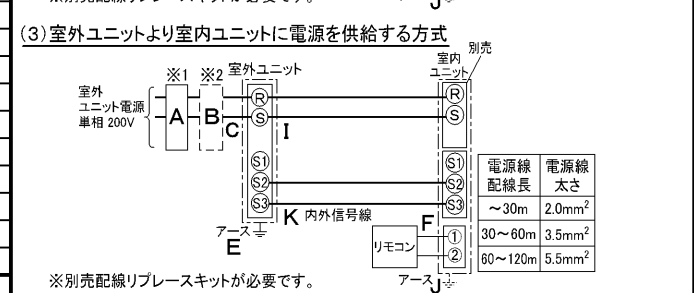 ※別売配線リプレースキットが必要です。
アース J
(3)室外ユニットより室内ユニットに電源を供給する方式
※1 ※2 室外ユニット
室内
ユニット
別売
室外
ユニット電源
単相 200V
A B C I
R R
S S
S1 S1
S2 S2
S3 S3
K 内外信号線
アース
E
F
リモコン
①
②
アース J
電源線
配線長
電源線
太さ
～30m 2.0mm²
30～60m 3.5mm²
60～120m 5.5mm²
※別売配線リプレースキットが必要です。